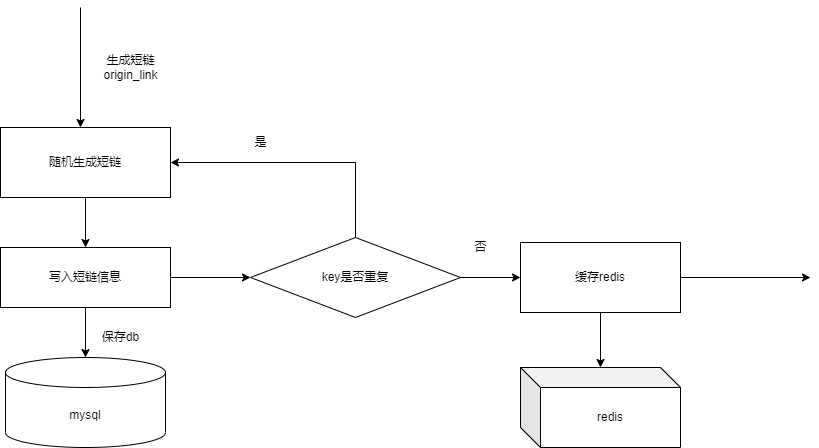 生成短链
origin_link
是
随机生成短链
否
写入短链信息
key是否重复
缓存redis
保存db
mysql
redis